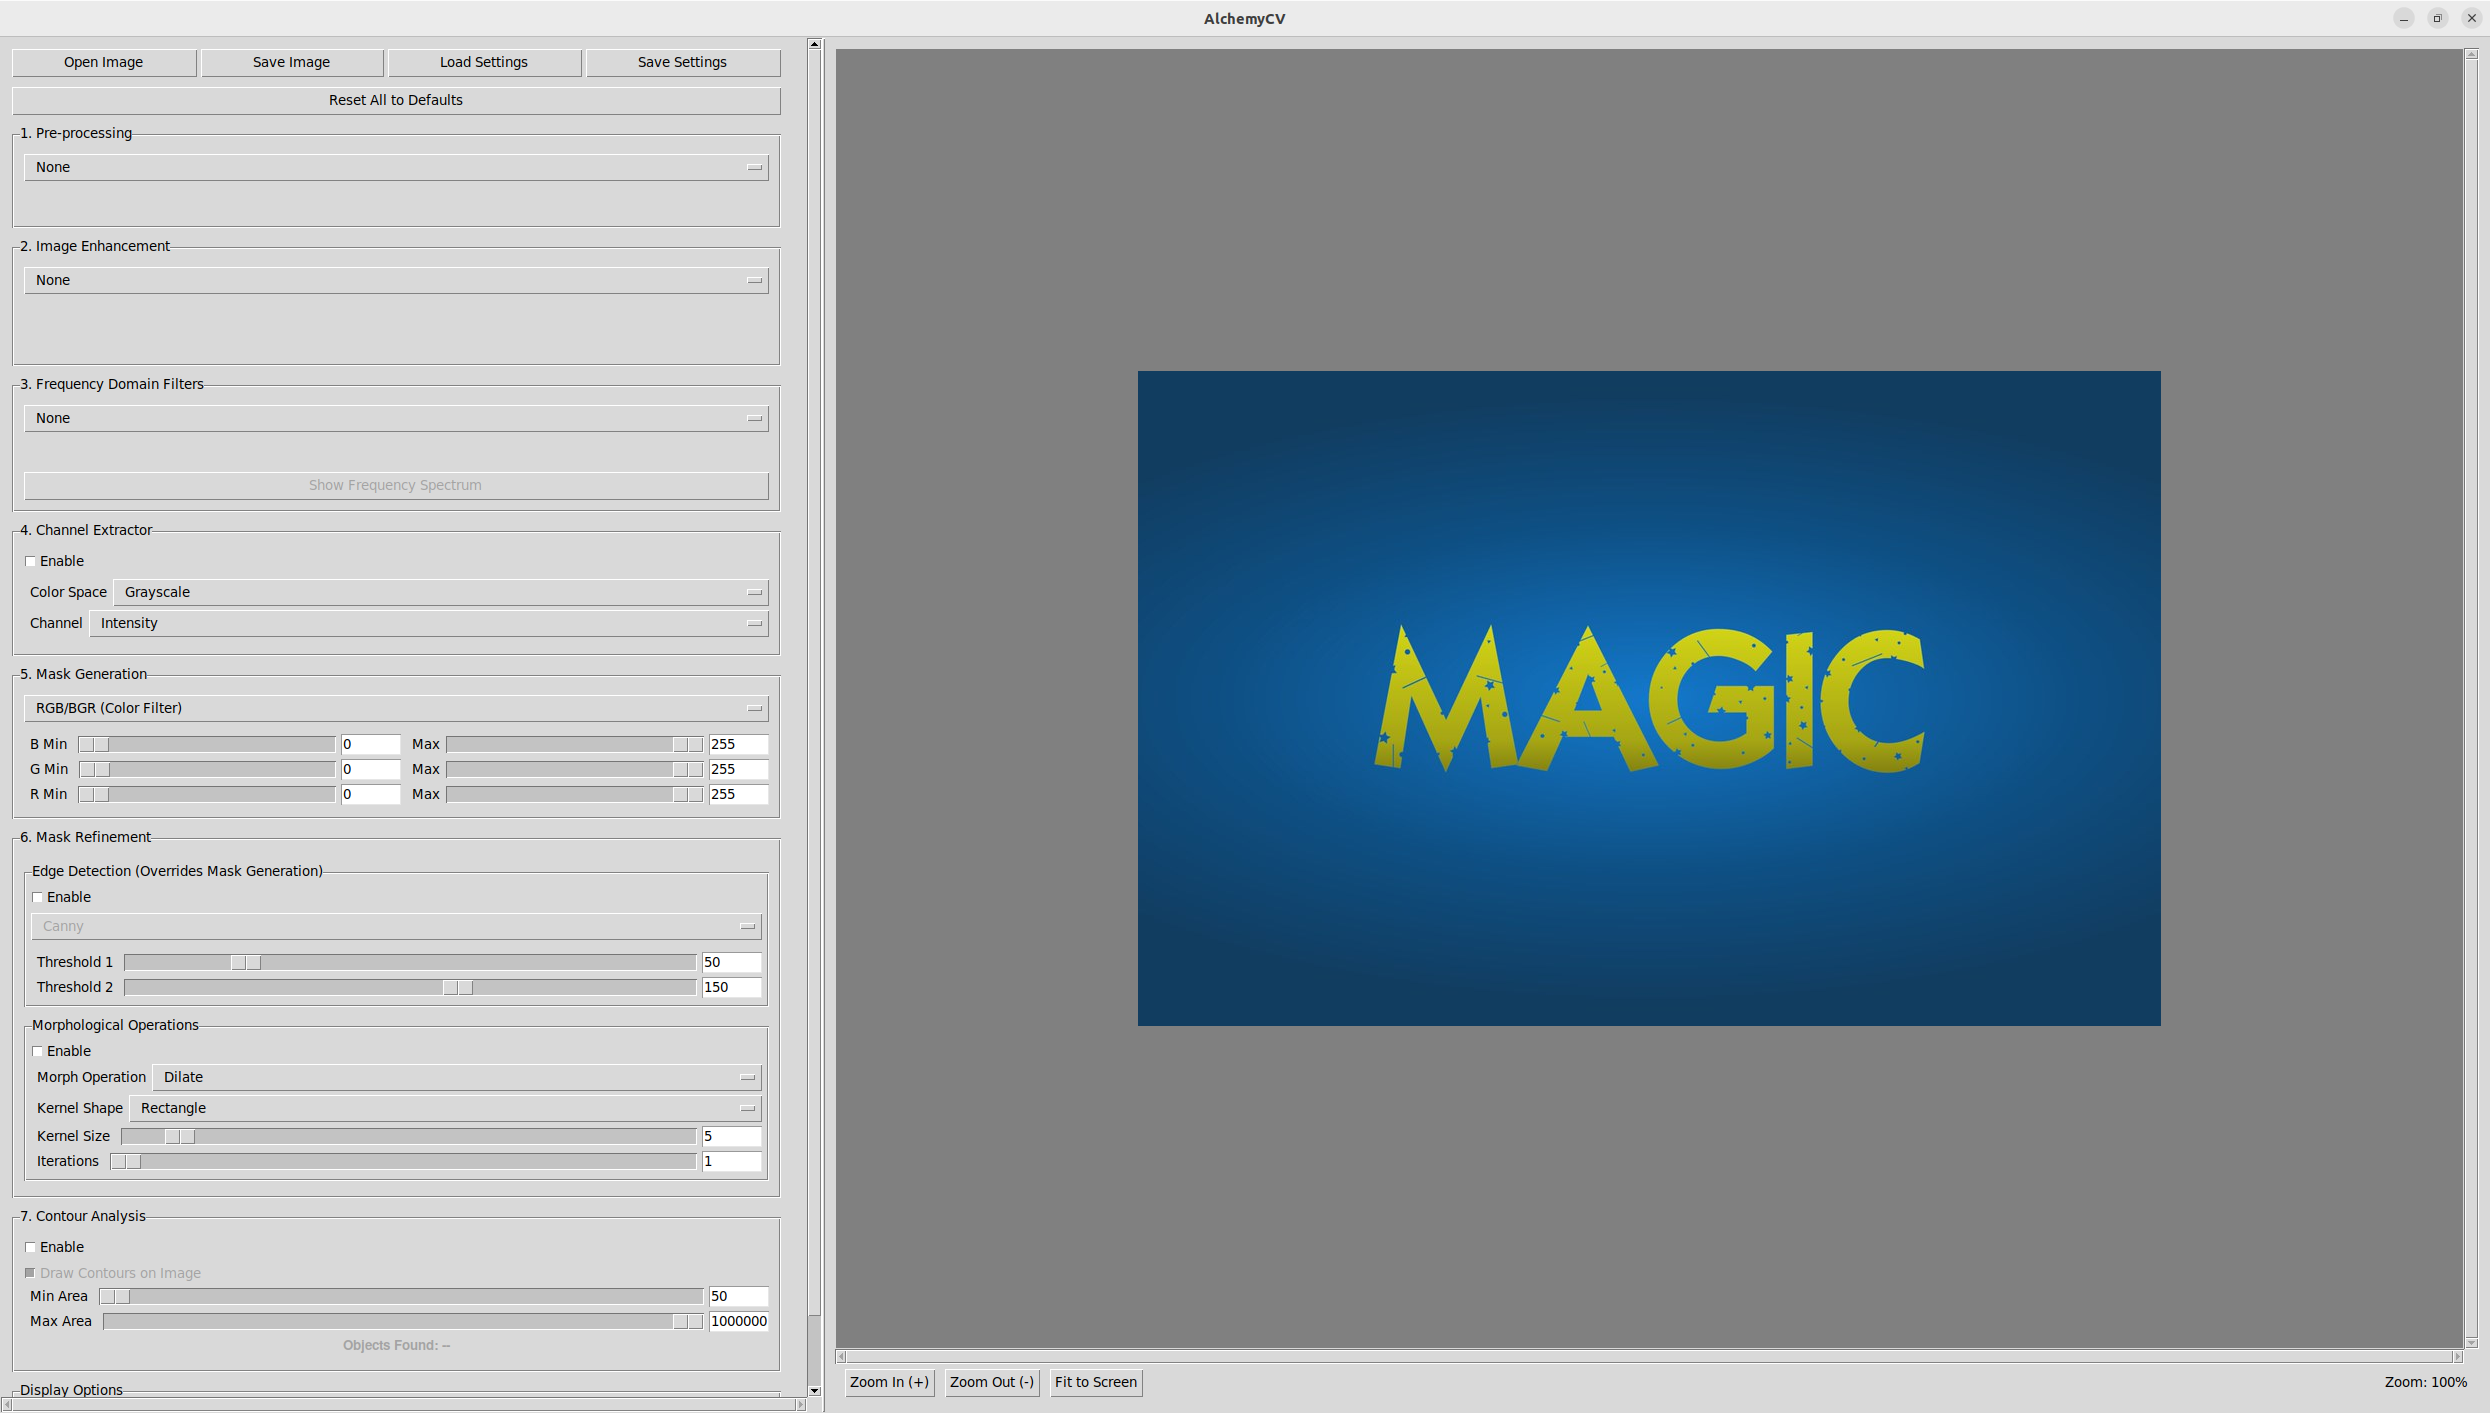 AlchemyCV
Open Image Save Image Load Settings Save Settings
Reset All to Defaults
1. Pre-processing
None
2. Image Enhancement
None
3. Frequency Domain Filters
None
Show Frequency Spectrum
4. Channel Extractor
Enable
Color Space Grayscale
Channel Intensity
5. Mask Generation
RGB/BGR (Color Filter)
B Min 0 Max 255
G Min 0 Max 255
R Min 0 Max 255
6. Mask Refinement
Edge Detection (Overrides Mask Generation)
Enable
Canny
Threshold 1 50
Threshold 2 150
Morphological Operations
Enable
Morph Operation Dilate
Kernel Shape Rectangle
Kernel Size 5
Iterations 1
7. Contour Analysis
Enable
Draw Contours on Image
Min Area 50
Max Area 1000000
Objects Found: --
Display Options
MAGIC
Zoom In (+) Zoom Out (-) Fit to Screen Zoom: 100%